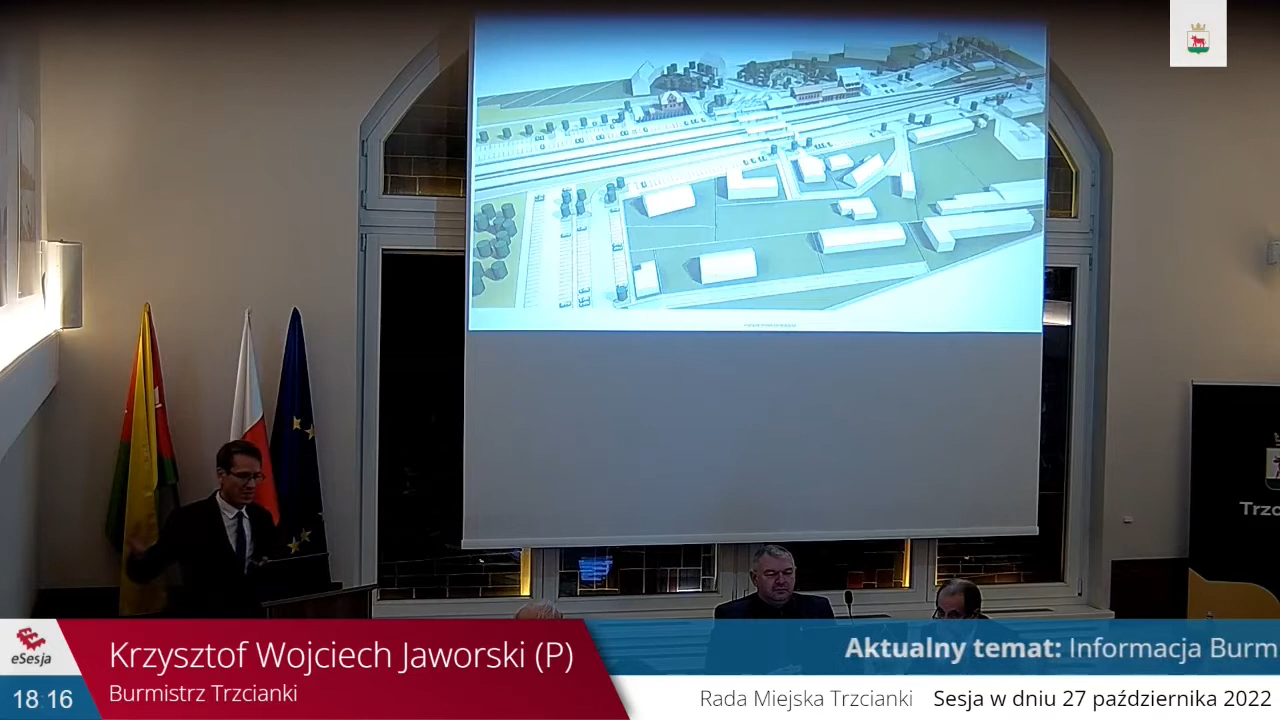 Trzc
Krzysztof Wojciech Jaworski (P)
Burmistrz Trzcianki
Aktualny temat: Informacja Burm
eSesja
18:16
Rada Miejska Trzcianki Sesja w dniu 27 października 2022